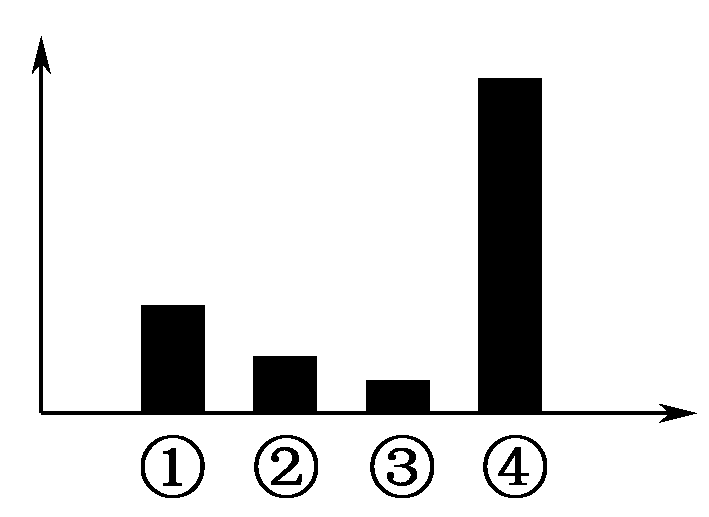 ① ② ③ ④